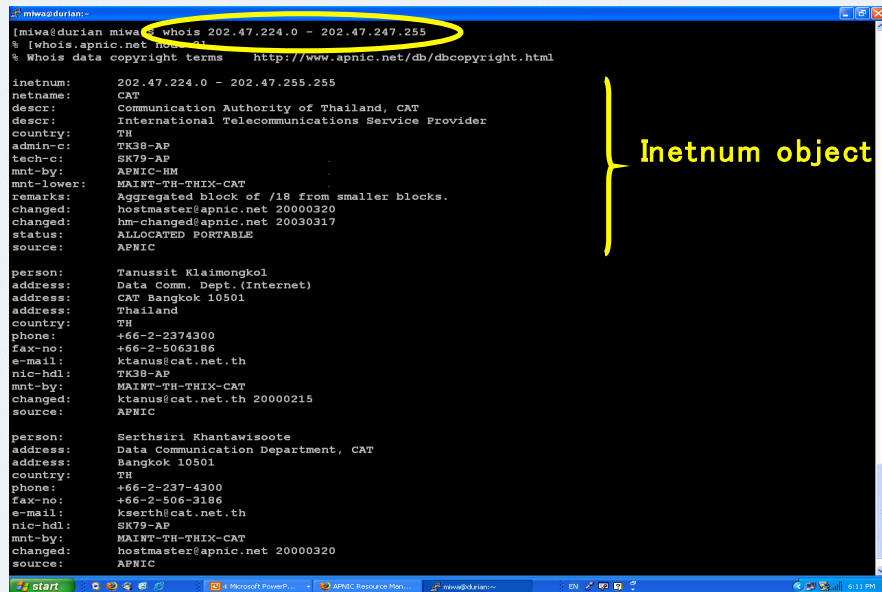 miwa@durian:~
[miwa@durian miwa]$ whois 202.47.224.0 - 202.47.247.255
% [whois.apnic.net
% Whois data copyright terms    http://www.apnic.net/db/dbcopyright.html
inetnum:      202.47.224.0 - 202.47.255.255
netname:      CAT
descr:        Communication Authority of Thailand, CAT
descr:        International Telecommunications Service Provider
country:      TH
admin-c:      TK38-AP
tech-c:       SK79-AP
mnt-by:       APNIC-HM
mnt-lower:    MAINT-TH-THIX-CAT
remarks:      Aggregated block of /18 from smaller blocks.
changed:      hostmaster@apnic.net 20000320
changed:      hm-changed@apnic.net 20030317
status:       ALLOCATED PORTABLE
source:       APNIC
Inetnum object
person:       Tanussit Klaimongkol
address:      Data Comm. Dept.(Internet)
address:      CAT Bangkok 10501
address:      Thailand
country:      TH
phone:        +66-2-2374300
fax-no:       +66-2-5063186
e-mail:       ktanus@cat.net.th
nic-hdl:      TK38-AP
mnt-by:       MAINT-TH-THIX-CAT
changed:      ktanus@cat.net.th 20000215
source:       APNIC
person:       Serthsiri Khantawisoote
address:      Data Communication Department, CAT
address:      Bangkok 10501
country:      TH
phone:        +66-2-237-4300
fax-no:       +66-2-506-3186
e-mail:       kserth@cat.net.th
nic-hdl:      SK79-AP
mnt-by:       MAINT-TH-THIX-CAT
changed:      hostmaster@apnic.net 20000320
source:       APNIC
start 4 Microsoft PowerP... APNIC Resource Man... miwa@durian:~ EN 6:11 PM